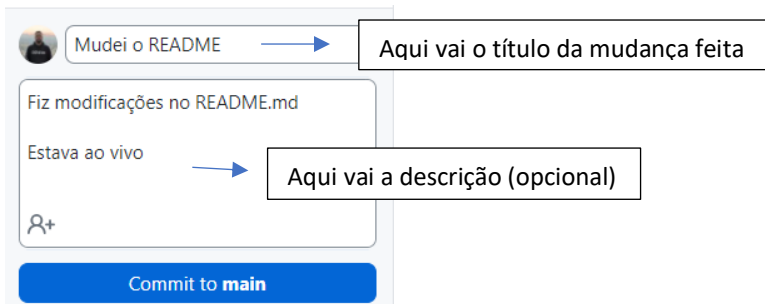 Mudei o README
Aqui vai o título da mudança feita
Fiz modificações no README.md
Estava ao vivo
Aqui vai a descrição (opcional)
Commit to main